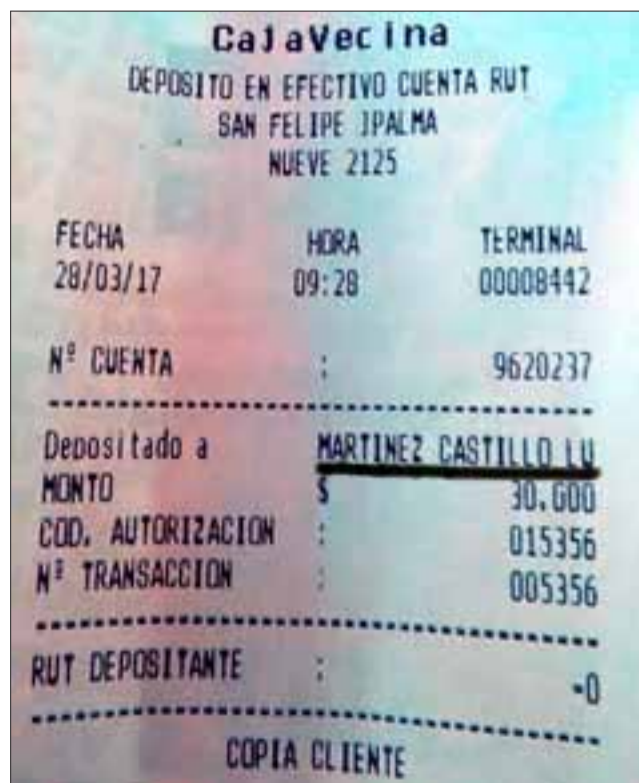 CaJaVecina
DEPOSITO EN EFECTIVO CUENTA RUT
SAN FELIPE JPALMA
NUEVE 2125
FECHA HORA TERMINAL
28/03/17 09:28 00008442
Nº CUENTA : 9620237
Depositado a MARTINEZ CASTILLO LU
MONTO $ 30.000
COD. AUTORIZACION : 015356
Nº TRANSACCION : 005356
RUT DEPOSITANTE : -0
COPIA CLIENTE